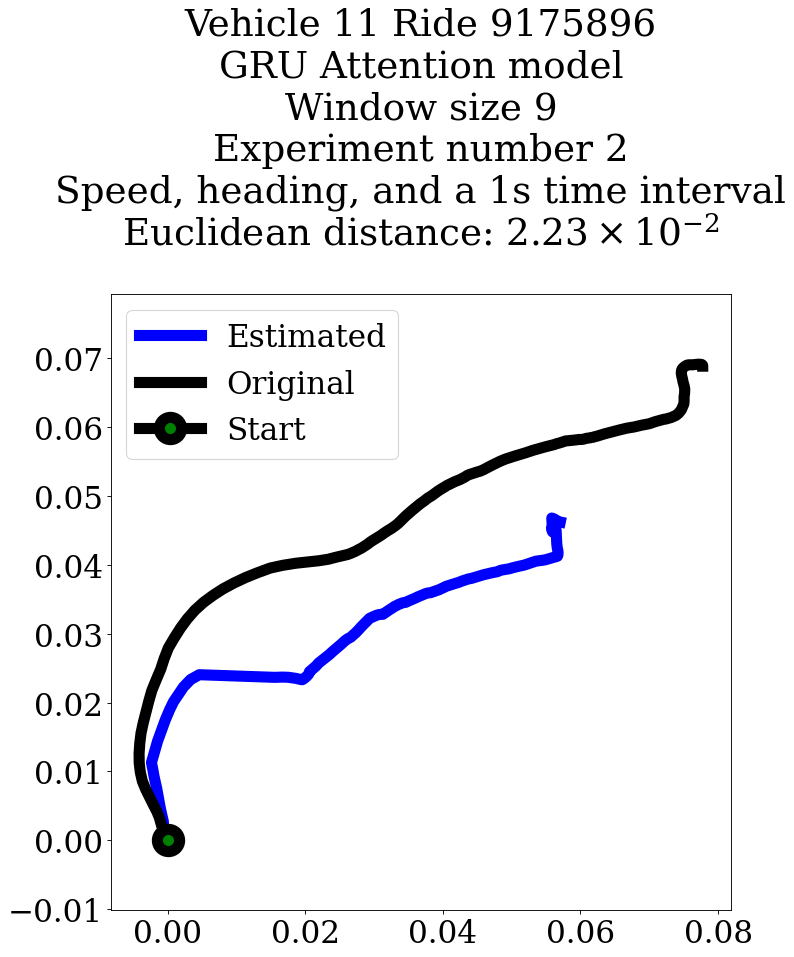 Vehicle 11 Ride 9175896
GRU Attention model
Window size 9
Experiment number 2
Speed, heading, and a 1s time interval
Euclidean distance: 2.23 × 10⁻²
Estimated
Original
Start
0.07
0.06
0.05
0.04
0.03
0.02
0.01
0.00
−0.01
0.00 0.02 0.04 0.06 0.08